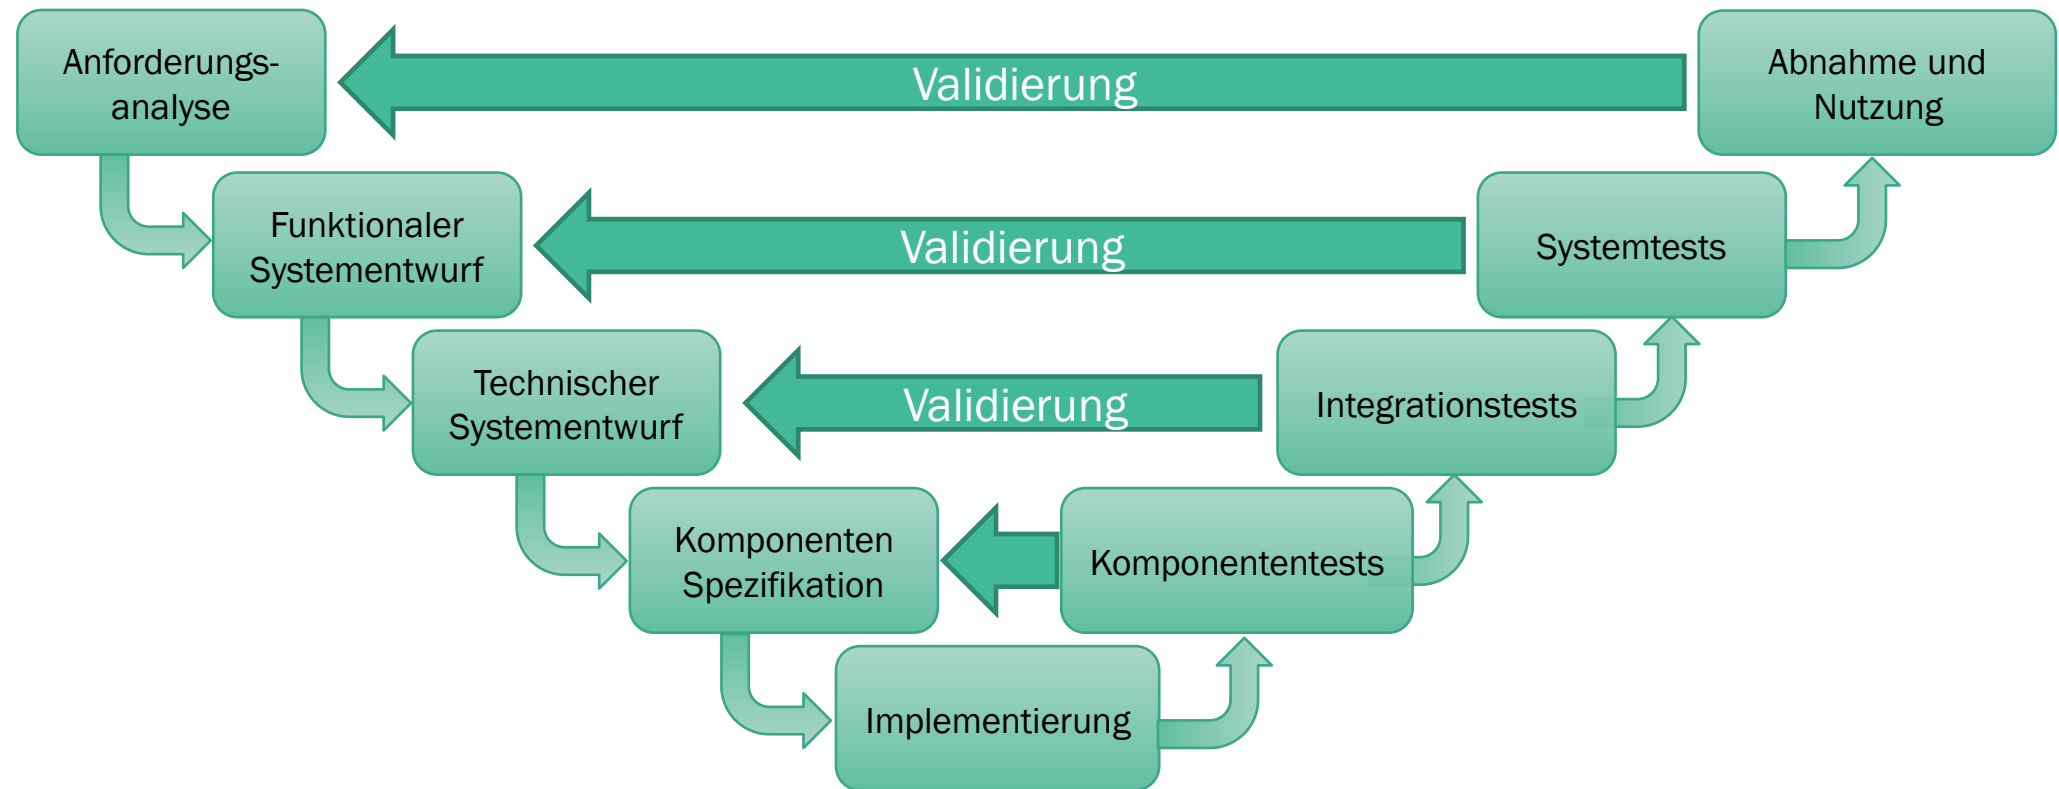 Anforderungs-
analyse
Validierung
Abnahme und
Nutzung
Funktionaler
Systementwurf
Validierung
Systemtests
Technischer
Systementwurf
Validierung
Integrationstests
Komponenten
Spezifikation
Komponententests
Implementierung